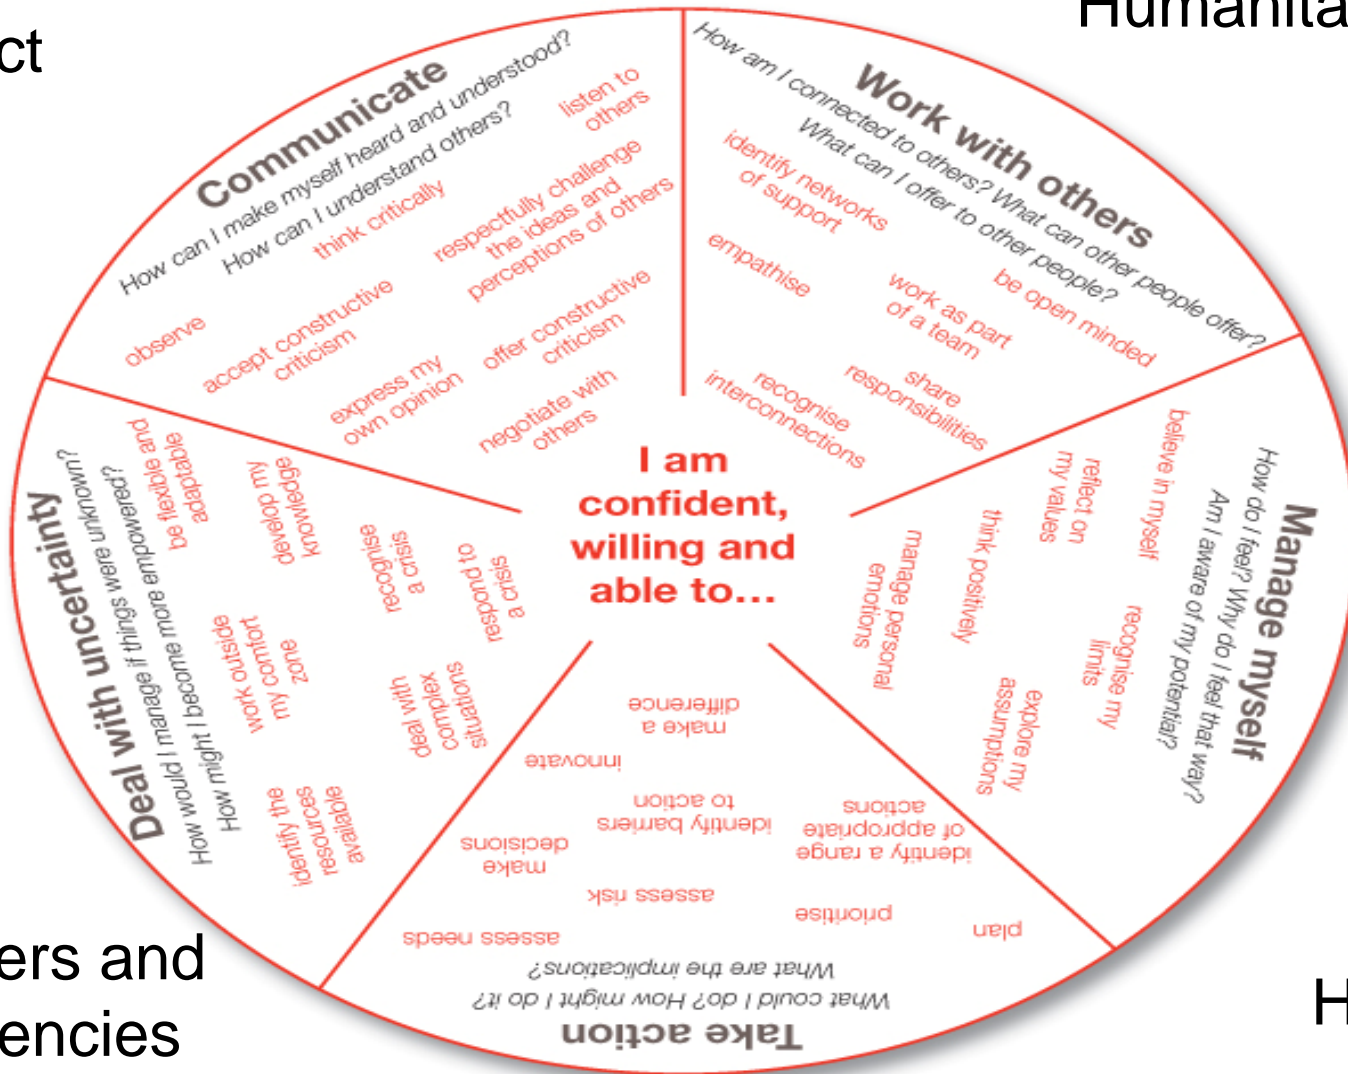 ct
Humanita
Communicate
How can I make myself heard and understood?
How can I understand others?
listen to
others
think critically
respectfully challenge
the ideas and
perceptions of others
observe
accept constructive
criticism
offer constructive
criticism
express my
own opinion
negotiate with
others
Work with others
How am I connected to others? What can other people offer?
What can I offer to other people?
identify networks
of support
empathise
be open minded
work as part
of a team
share
responsibilities
recognise
interconnections
I am
confident,
willing and
able to...
Manage myself
How do I feel? Why do I feel that way?
Am I aware of my potential?
believe in myself
reflect on
my values
think positively
manage personal
emotions
recognise my
limits
explore my
assumptions
Take action
What could I do? How might I do it?
What are the implications?
plan
prioritise
assess needs
assess risk
identify a range
of appropriate
actions
make
decisions
identify barriers
to action
innovate
make a
difference
Deal with uncertainty
How would I manage if things were unknown?
How might I become more empowered?
be flexible and
adaptable
develop my
knowledge
recognise
a crisis
respond to
a crisis
work outside
my comfort
zone
deal with
complex
situations
identify the
resources
available
ers and
encies
H